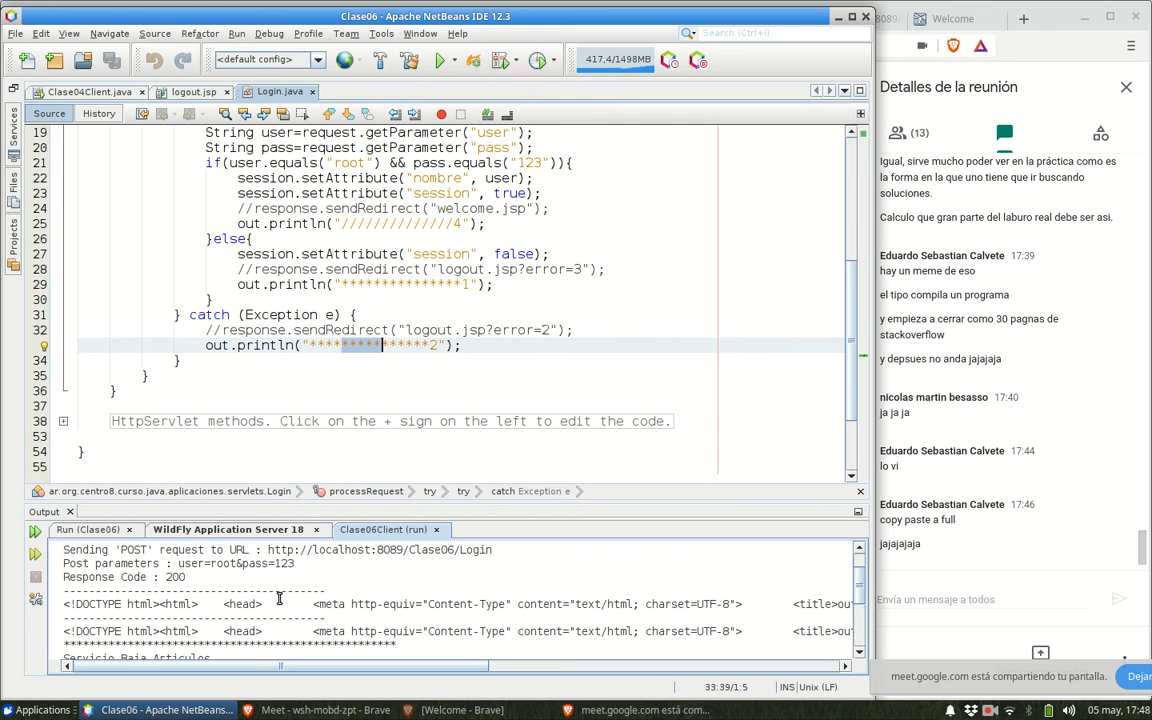 Clase06 - Apache NetBeans IDE 12.3
File Edit View Navigate Source Refactor Run Debug Profile Team Tools Window Help
Search (Ctrl+I)
<default config>
417,4/1498MB
Clase04Client.java
logout.jsp
Login.java
Source
History
Services
Files
Projects
19 String user=request.getParameter("user");
20 String pass=request.getParameter("pass");
21 if(user.equals("root") && pass.equals("123")){
22 session.setAttribute("nombre", user);
23 session.setAttribute("session", true);
24 //response.sendRedirect("welcome.jsp");
25 out.println("//////////////4");
26 }else{
27 session.setAttribute("session", false);
28 //response.sendRedirect("logout.jsp?error=3");
29 out.println("***************1");
30 }
31 } catch (Exception e) {
32 //response.sendRedirect("logout.jsp?error=2");
out.println("***************2");
34 }
35 }
36 }
37
38 HttpServlet methods. Click on the + sign on the left to edit the code.
53
54 }
55
ar.org.centro8.curso.java.aplicaciones.servlets.Login
processRequest
try
try
catch Exception e
Output
Run (Clase06)
WildFly Application Server 18
Clase06Client (run)
Sending 'POST' request to URL : http://localhost:8089/Clase06/Login
Post parameters : user=root&pass=123
Response Code : 200
---------------------------------------
<!DOCTYPE html><html> <head> <meta http-equiv="Content-Type" content="text/html; charset=UTF-8"> <title>ou
---------------------------------------
<!DOCTYPE html><html> <head> <meta http-equiv="Content-Type" content="text/html; charset=UTF-8"> <title>ou
****************************************************
Servicio Baja Articulos
33:39/1:5
INS
Unix (LF)
8089/
Welcome
Detalles de la reunión
(13)
Igual, sirve mucho poder ver en la práctica como es
la forma en la que uno tiene que ir buscando
soluciones.
Calculo que gran parte del laburo real debe ser asi.
Eduardo Sebastian Calvete 17:39
hay un meme de eso
el tipo compila un programa
y empieza a cerrar como 30 pagnas de
stackoverflow
y depsues no anda jajajaja
nicolas martin besasso 17:40
ja ja ja
Eduardo Sebastian Calvete 17:44
lo vi
Eduardo Sebastian Calvete 17:46
copy paste a full
jajajajaja
Envía un mensaje a todos
meet.google.com está compartiendo tu pantalla.
Dejar
Applications
Clase06 - Apache NetBeans...
Meet - wsh-mobd-zpt - Brave
[Welcome - Brave]
meet.google.com está com...
05 may, 17:48